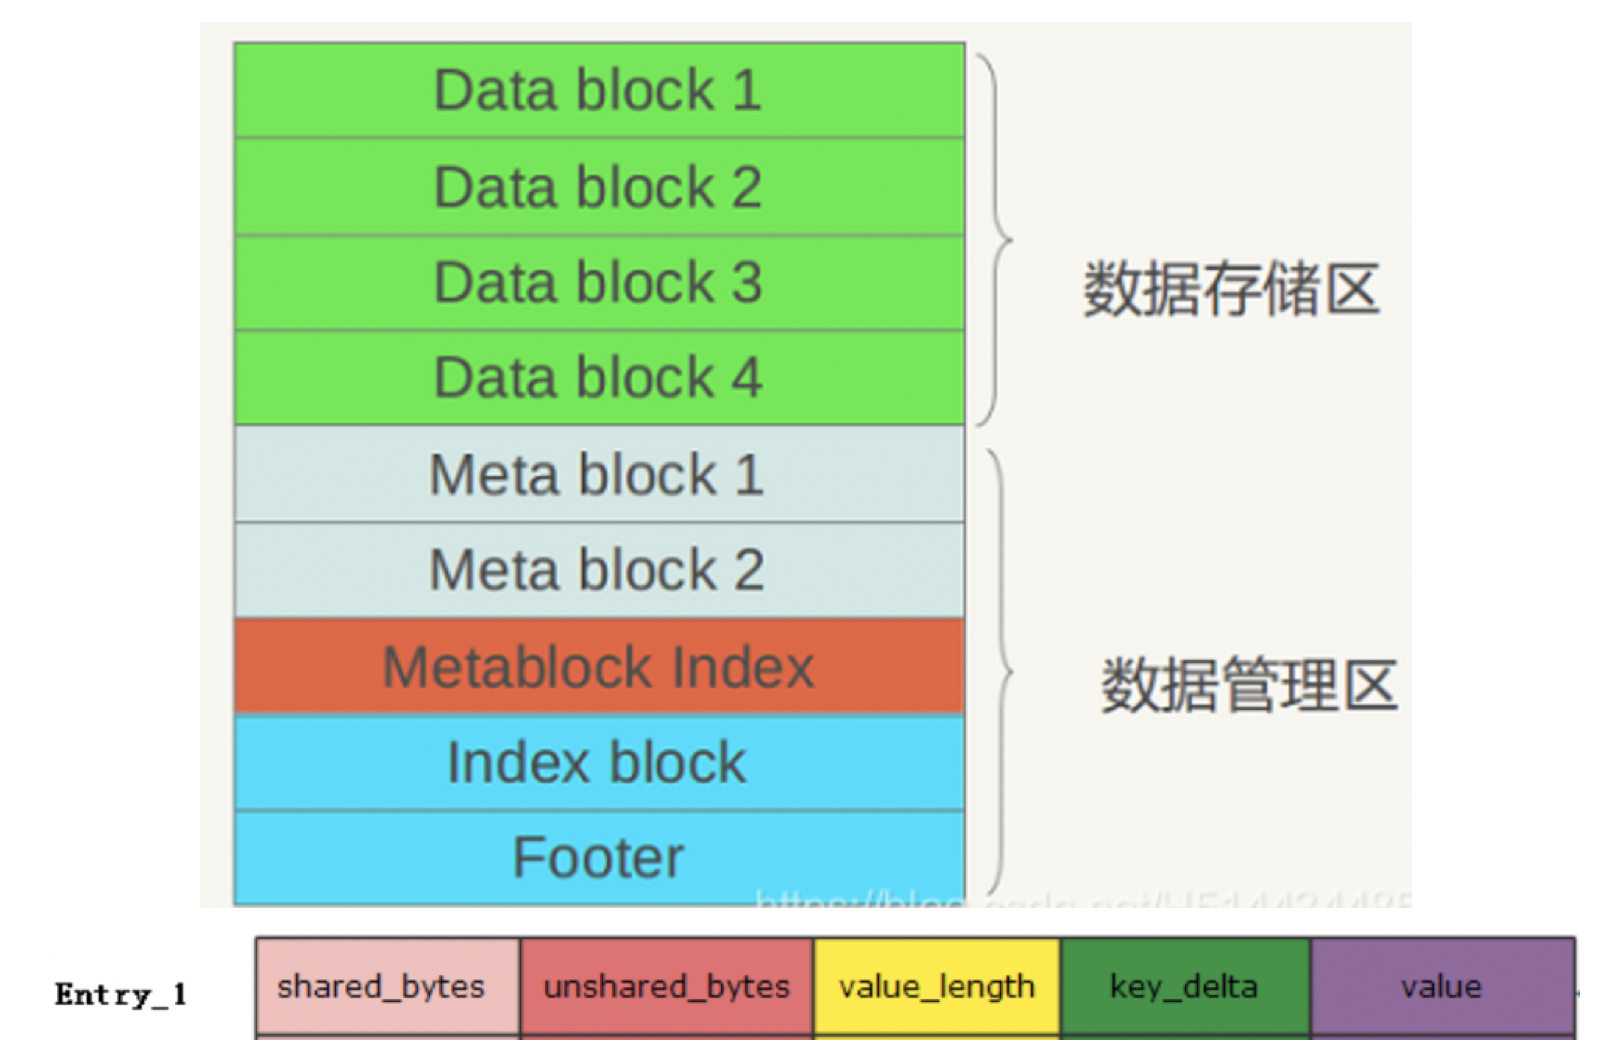 Data block 1
Data block 2
Data block 3
数据存储区
Data block 4
Meta block 1
Meta block 2
Metablock Index
数据管理区
Index block
Footer
Entry_1 shared_bytes unshared_bytes value_length key_delta value